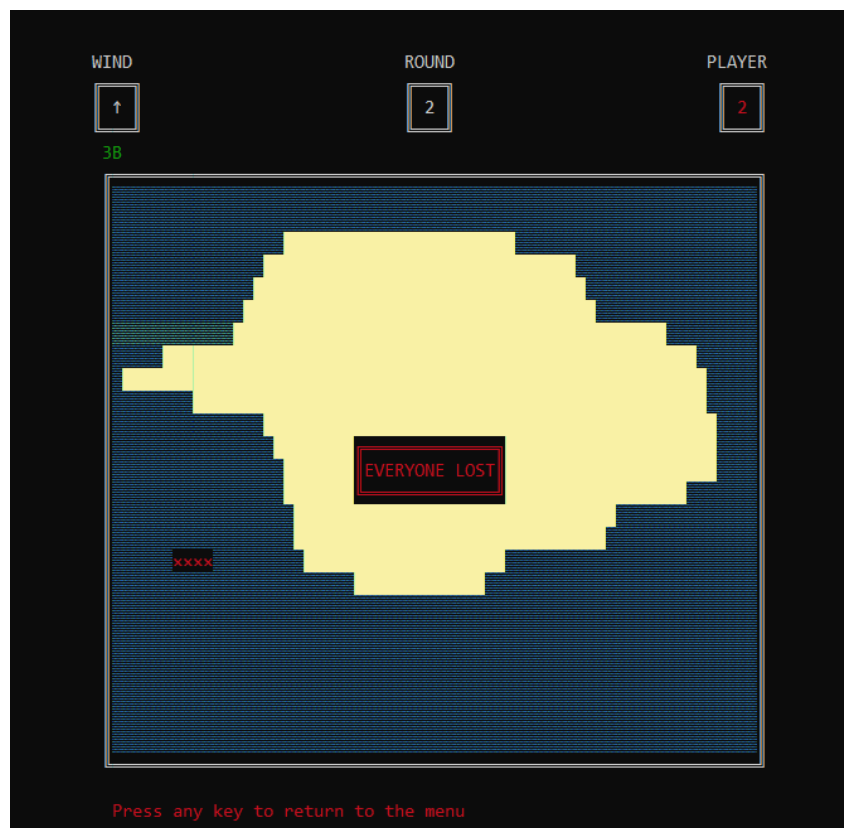 WIND ROUND PLAYER
↑ 2 2
3B
EVERYONE LOST
xxxx
Press any key to return to the menu